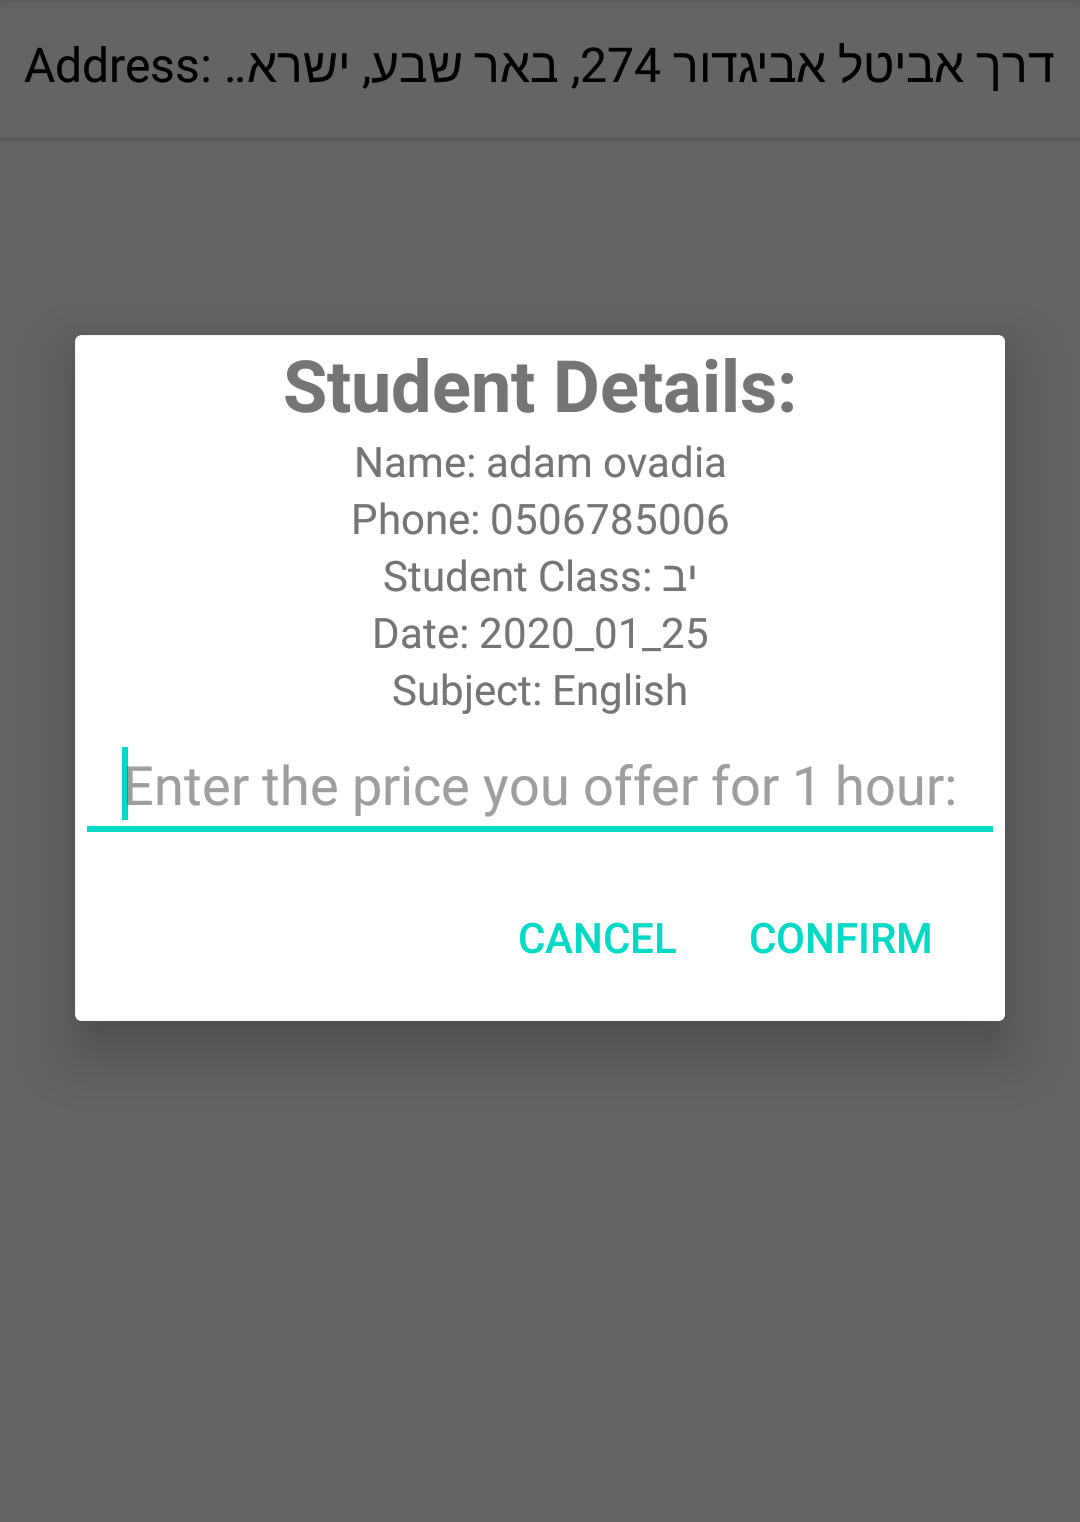 Address: דרך אביטל אביגדור 274, באר שבע, ישרא..
Student Details:
Name: adam ovadia
Phone: 0506785006
Student Class: יב
Date: 2020_01_25
Subject: English
Enter the price you offer for 1 hour:
CANCEL CONFIRM